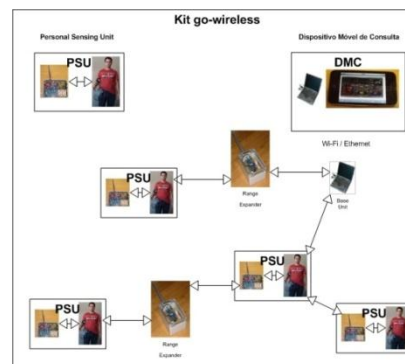 Kit go-wireless
Personal Sensing Unit
Dispositivo Móvel de Consulta
PSU
DMC
Wi-Fi / Ethernet
PSU
Range
Expander
Base
Unit
PSU
PSU
Range
Expander
PSU